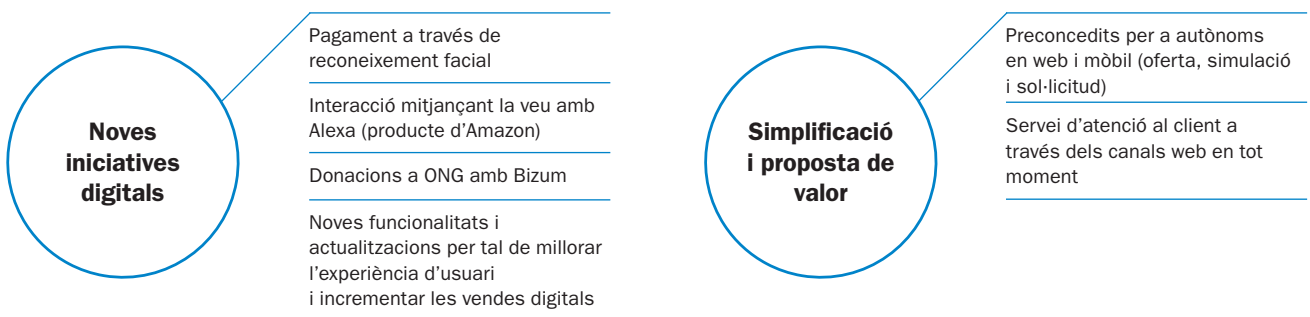 Noves
iniciatives
digitals
Pagament a través de
reconeixement facial
Interacció mitjançant la veu amb
Alexa (producte d’Amazon)
Donacions a ONG amb Bizum
Noves funcionalitats i
actualitzacions per tal de millorar
l’experiència d’usuari
i incrementar les vendes digitals
Simplificació
i proposta de
valor
Preconcedits per a autònoms
en web i mòbil (oferta, simulació
i sol·licitud)
Servei d’atenció al client a
través dels canals web en tot
moment